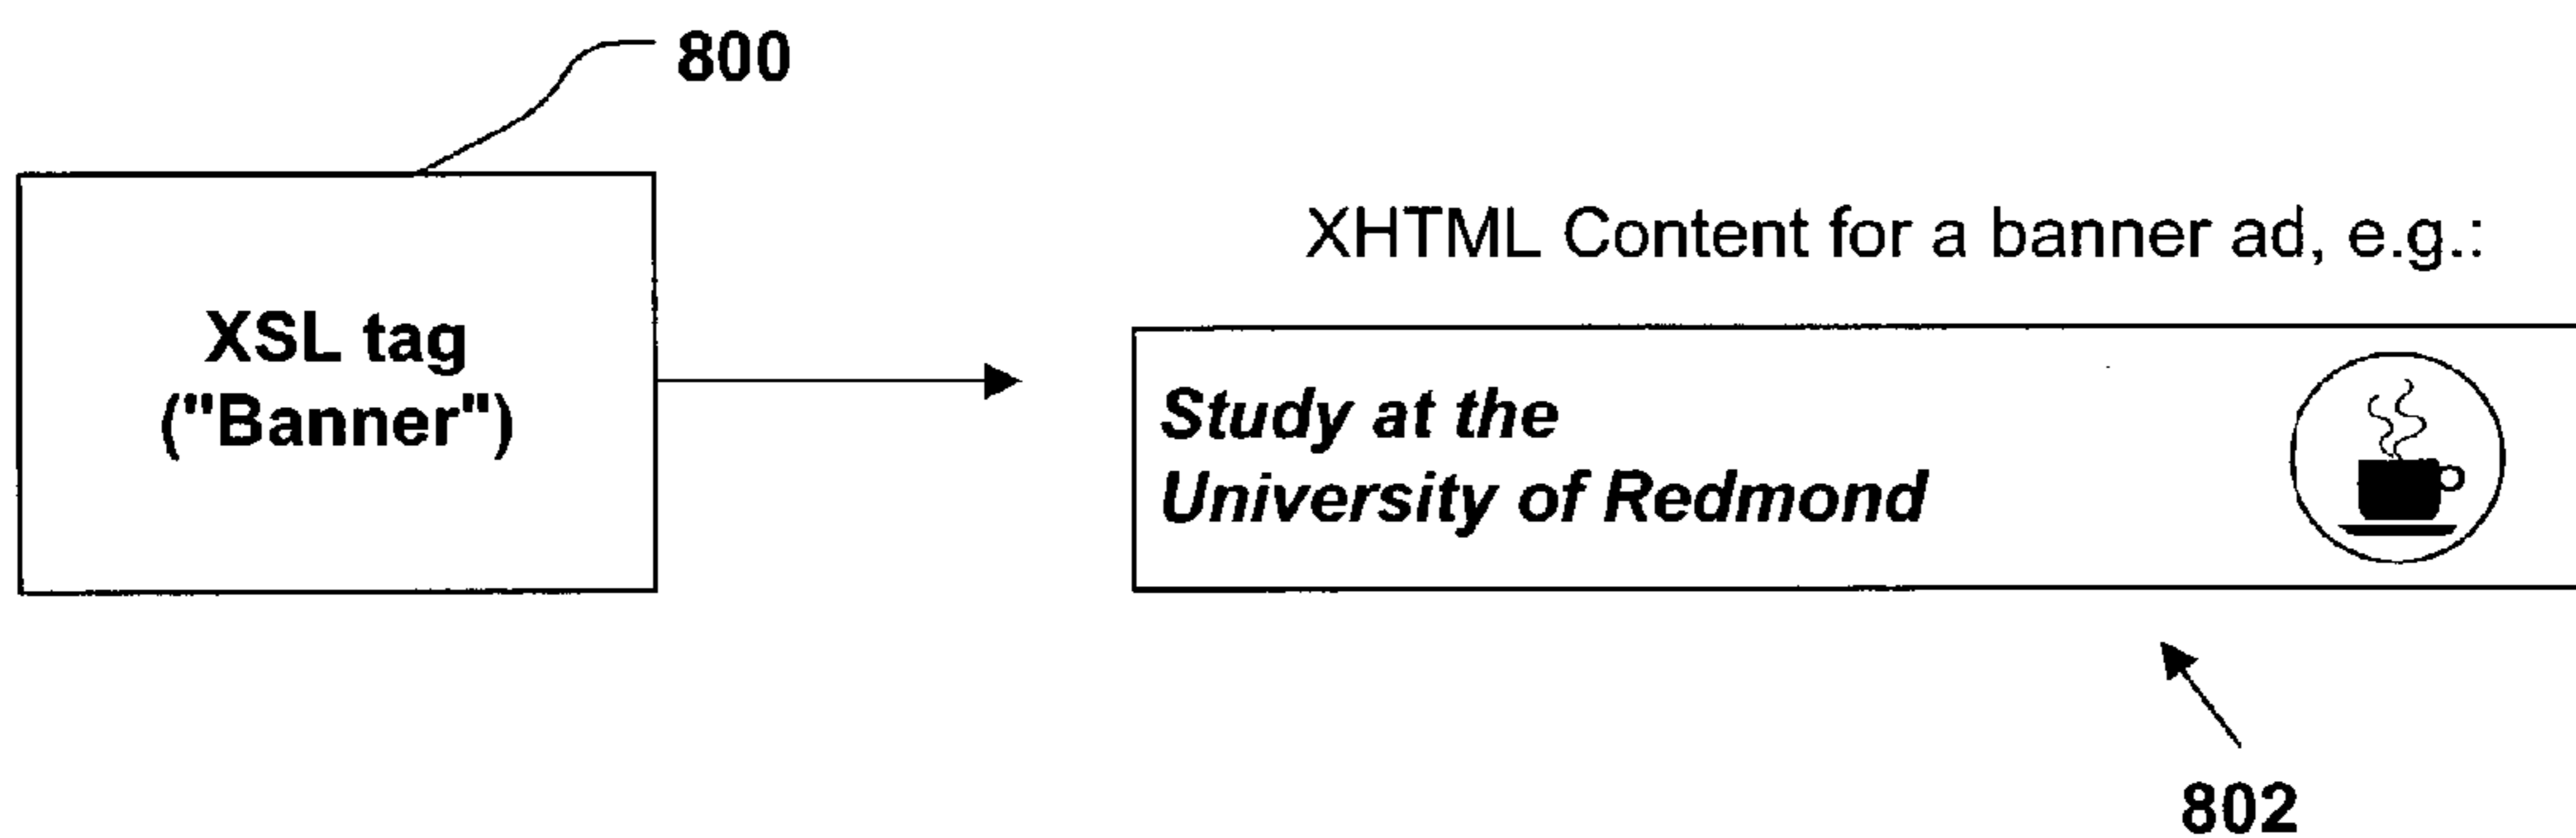 800
XSL tag
("Banner")
XHTML Content for a banner ad, e.g.:
Study at the
University of Redmond
802